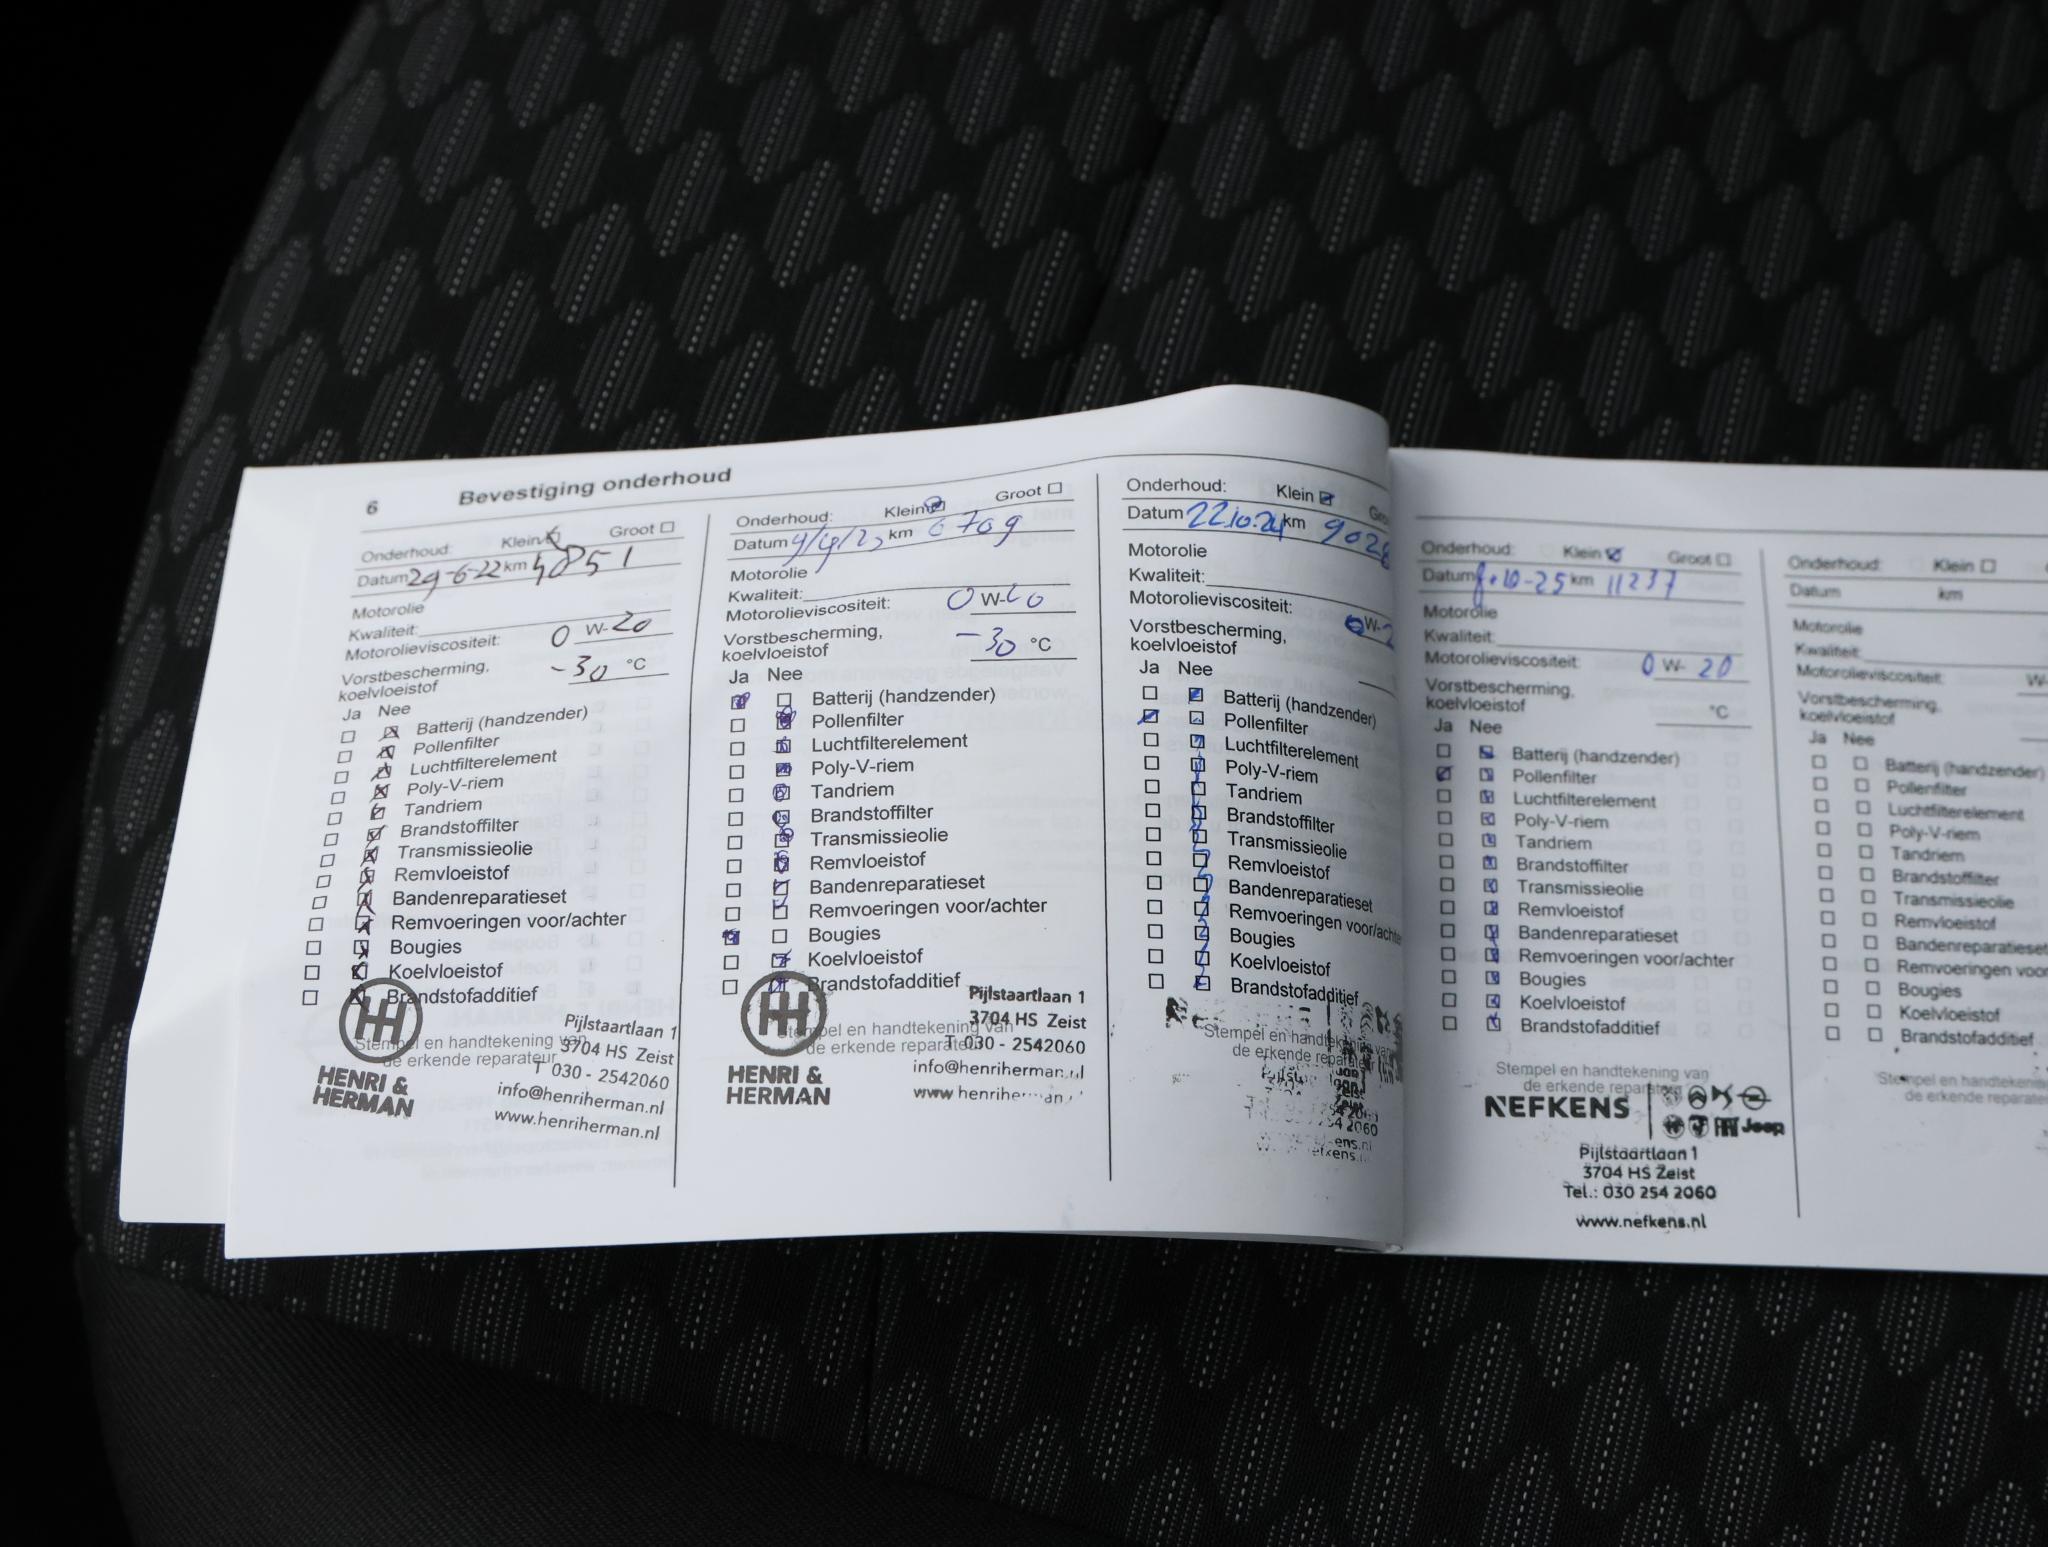 6 Bevestiging onderhoud
Onderhoud: Klein Groot
Datum 29-6-22 km
Motorolie
Kwaliteit:
Motorolieviscositeit: 0 W-20
Vorstbescherming, koelvloeistof -30 °C
Ja Nee
Batterij (handzender)
Pollenfilter
Luchtfilterelement
Poly-V-riem
Tandriem
Brandstoffilter
Transmissieolie
Remvloeistof
Bandenreparatieset
Remvoeringen voor/achter
Bougies
Koelvloeistof
Brandstofadditief
Stempel en handtekening van
de erkende reparateur
HENRI &
HERMAN
Pijlstaartlaan 1
3704 HS Zeist
T 030 - 2542060
info@henriherman.nl
www.henriherman.nl
Onderhoud: Klein Groot
Datum km 6709
Motorolie
Kwaliteit:
Motorolieviscositeit: 0 W-20
Vorstbescherming, koelvloeistof -30 °C
Ja Nee
Batterij (handzender)
Pollenfilter
Luchtfilterelement
Poly-V-riem
Tandriem
Brandstoffilter
Transmissieolie
Remvloeistof
Bandenreparatieset
Remvoeringen voor/achter
Bougies
Koelvloeistof
Brandstofadditief
Stempel en handtekening van
de erkende reparateur
HENRI &
HERMAN
Pijlstaartlaan 1
3704 HS Zeist
T 030 - 2542060
info@henriherman.nl
www
Onderhoud: Klein
Datum 22.10.24 km
Motorolie
Kwaliteit:
Motorolieviscositeit: 0 W-2
Vorstbescherming,
koelvloeistof
Ja Nee
Batterij (handzender)
Pollenfilter
Luchtfilterelement
Poly-V-riem
Tandriem
Brandstoffilter
Transmissieolie
Remvloeistof
Bandenreparatieset
Remvoeringen voor/achter
Bougies
Koelvloeistof
Brandstofadditief
Stempel en handtekening van
de erkende
Onderhoud: Klein Groot
Datum km 11237
Motorolie
Kwaliteit:
Motorolieviscositeit: 0 W-20
Vorstbescherming,
koelvloeistof °C
Ja Nee
Batterij (handzender)
Pollenfilter
Luchtfilterelement
Poly-V-riem
Tandriem
Brandstoffilter
Transmissieolie
Remvloeistof
Bandenreparatieset
Remvoeringen voor/achter
Bougies
Koelvloeistof
Brandstofadditief
Stempel en handtekening van
de erkende reparateur
NEFKENS
Jeep
Pijlstaartlaan 1
3704 HS Zeist
Tel.: 030 254 2060
www.nefkens.nl
Onderhoud: Klein
Datum km
Motorolie
Kwaliteit:
Motorolieviscositeit: W-
Vorstbescherming,
koelvloeistof
Ja Nee
Batterij (handzender)
Pollenfilter
Luchtfilterelement
Poly-V-riem
Tandriem
Brandstoffilter
Transmissieolie
Remvloeistof
Bandenreparatieset
Remvoeringen voor
Bougies
Koelvloeistof
Brandstofadditief
Stempel en handtekening
de erkende